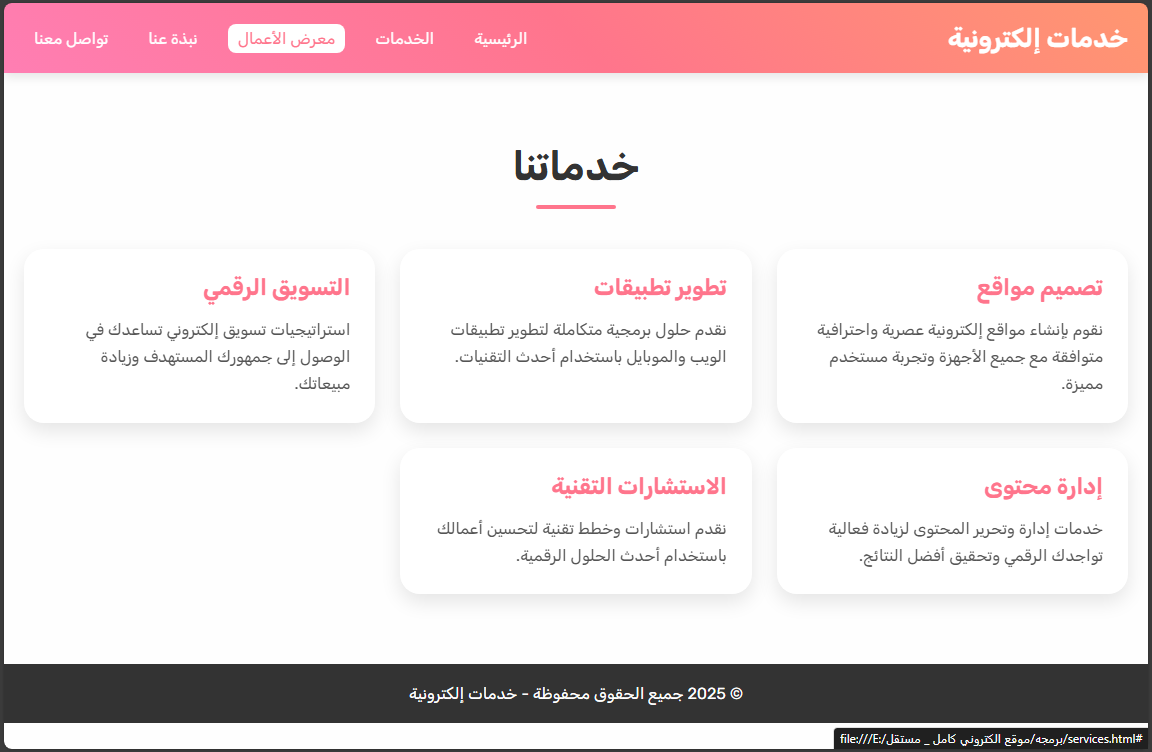 خدمات إلكترونية
الرئيسية
الخدمات
معرض الأعمال
نبذة عنا
تواصل معنا
خدماتنا
تصميم مواقع
نقوم بإنشاء مواقع إلكترونية عصرية واحترافية
متوافقة مع جميع الأجهزة وتجربة مستخدم
مميزة.
تطوير تطبيقات
نقدم حلول برمجية متكاملة لتطوير تطبيقات
الويب والموبايل باستخدام أحدث التقنيات.
التسويق الرقمي
استراتيجيات تسويق إلكتروني تساعدك في
الوصول إلى جمهورك المستهدف وزيادة
مبيعاتك.
إدارة محتوى
خدمات إدارة وتحرير المحتوى لزيادة فعالية
تواجدك الرقمي وتحقيق أفضل النتائج.
الاستشارات التقنية
نقدم استشارات وخطط تقنية لتحسين أعمالك
باستخدام أحدث الحلول الرقمية.
© 2025 جميع الحقوق محفوظة - خدمات إلكترونية
file:///E:/برمجه/موقع الكتروني كامل _ مستقل/services.html#